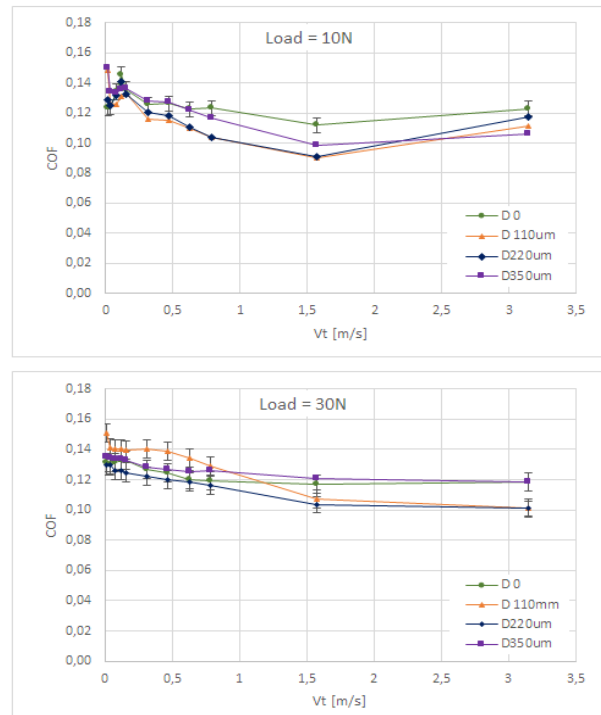 0,18
Load = 10N
0,16
0,14
0,12
0,10
COF
0,08
0,06
0,04
0,02
0,00
D 0
D 110um
D220um
D350um
0 0,5 1 1,5 2 2,5 3 3,5
Vt [m/s]
0,18
Load = 30N
0,16
0,14
0,12
0,10
COF
0,08
0,06
0,04
0,02
0,00
D 0
D 110mm
D220um
D350um
0 0,5 1 1,5 2 2,5 3 3,5
Vt [m/s]